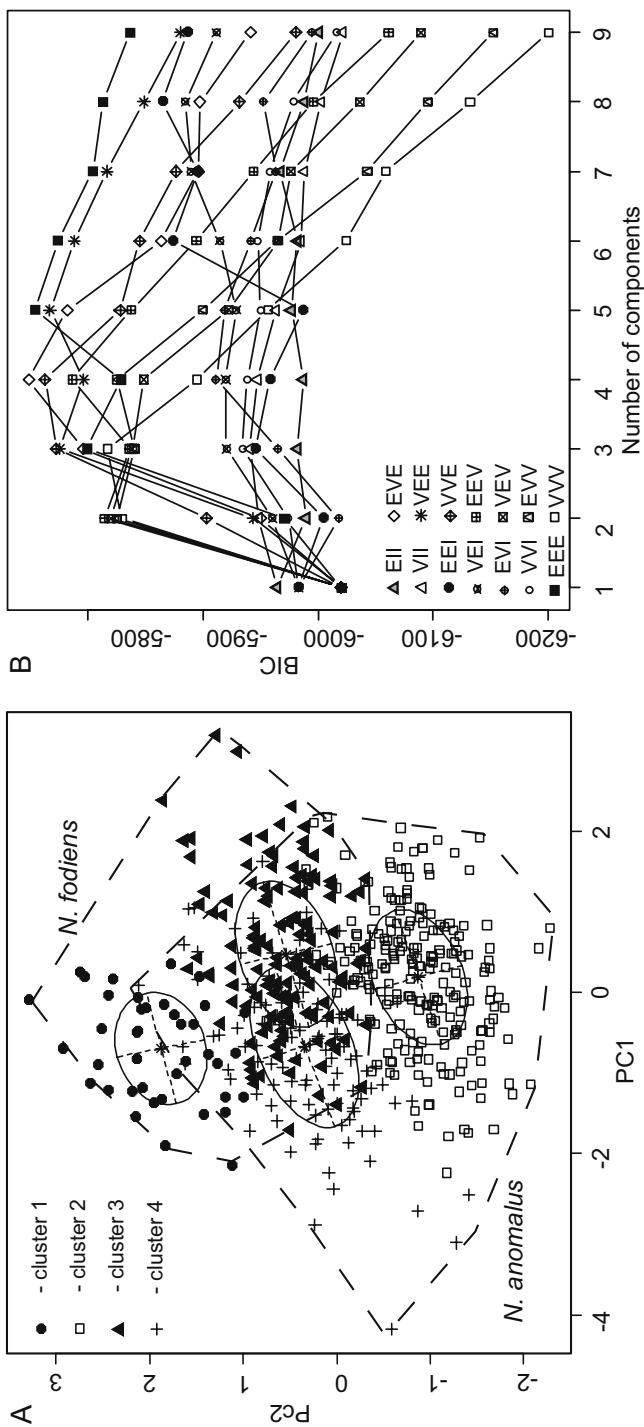 A
- cluster 1
- cluster 2
- cluster 3
- cluster 4
N. fodiens
N. anomalus
Pc2
3
2
1
0
-1
-2
-4
-2
0
2
PC1
B
BIC
-5800
-5900
-6000
-6100
-6200
EII
VII
EEI
VEI
EVI
VVI
EEE
EVE
VEE
VVE
EEV
VEV
EVV
VVV
1
2
3
4
5
6
7
8
9
Number of components